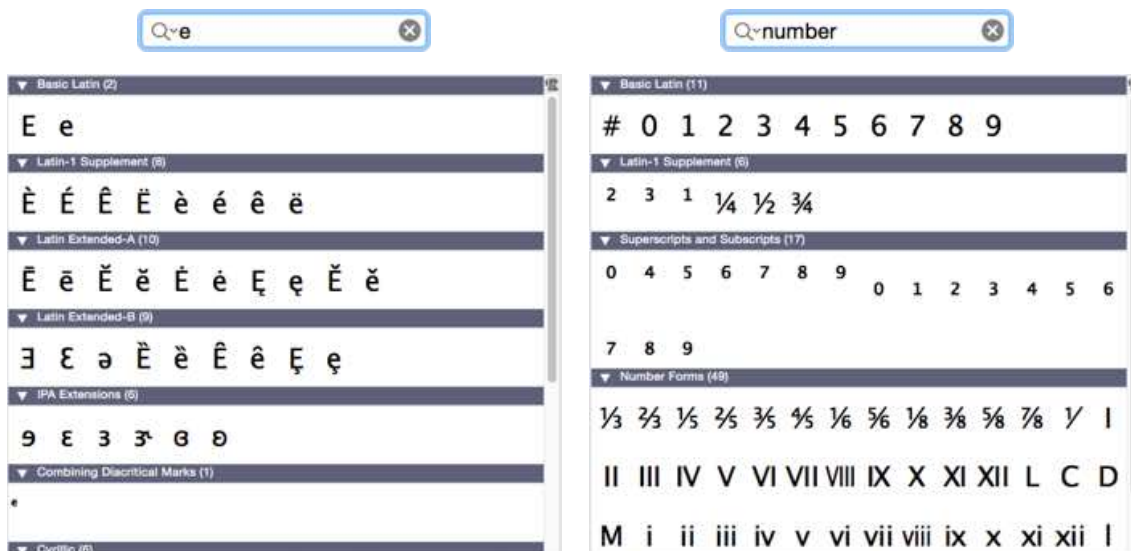 e
▼ Basic Latin (2)
E e
▼ Latin-1 Supplement (8)
È É Ê Ë è é ê ë
▼ Latin Extended-A (10)
Ē ē Ĕ ĕ Ė ė Ę ę Ě ě
▼ Latin Extended-B (9)
Ǝ Ɛ ǝ Ȅ ȅ Ȇ ȇ Ȩ ȩ
▼ IPA Extensions (6)
ɘ ɛ ɜ ɝ ɞ ʚ
▼ Combining Diacritical Marks (1)
ͤ
▼ Cyrillic (6)
number
▼ Basic Latin (11)
# 0 1 2 3 4 5 6 7 8 9
▼ Latin-1 Supplement (6)
² ³ ¹ ¼ ½ ¾
▼ Superscripts and Subscripts (17)
⁰ ⁴ ⁵ ⁶ ⁷ ⁸ ⁹ ₀ ₁ ₂ ₃ ₄ ₅ ₆
₇ ₈ ₉
▼ Number Forms (49)
⅓ ⅔ ⅕ ⅖ ⅗ ⅘ ⅙ ⅚ ⅛ ⅜ ⅝ ⅞ ⅟ Ⅰ
Ⅱ Ⅲ Ⅳ Ⅴ Ⅵ Ⅶ Ⅷ Ⅸ Ⅹ Ⅺ Ⅻ Ⅼ Ⅽ Ⅾ
Ⅿ ⅰ ⅱ ⅲ ⅳ ⅴ ⅵ ⅶ ⅷ ⅸ ⅹ ⅺ ⅻ ⅼ